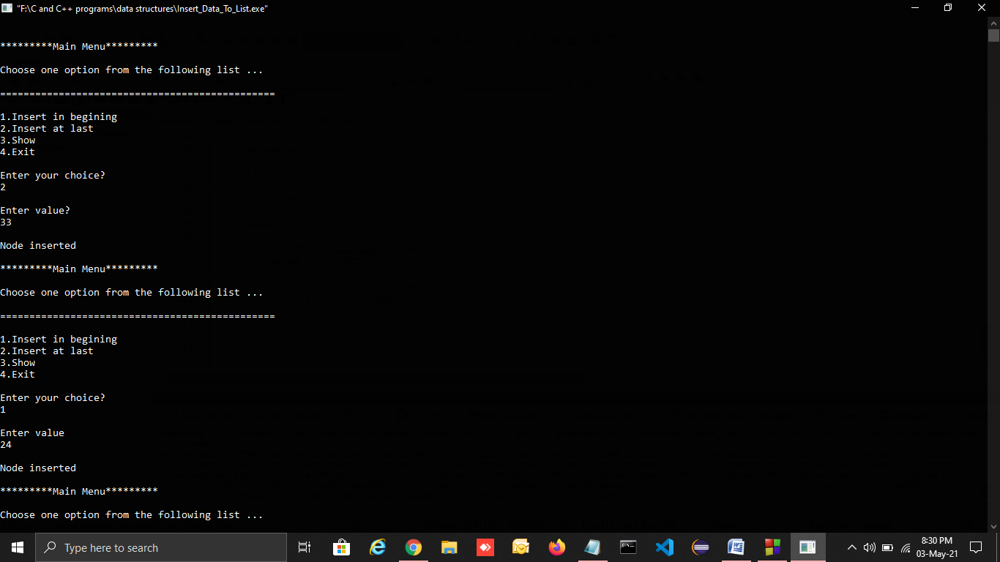 "F:\C and C++ programs\data structures\Insert_Data_To_List.exe"
*********Main Menu*********
Choose one option from the following list ...
===============================================
1.Insert in begining
2.Insert at last
3.Show
4.Exit
Enter your choice?
2
Enter value?
33
Node inserted
*********Main Menu*********
Choose one option from the following list ...
===============================================
1.Insert in begining
2.Insert at last
3.Show
4.Exit
Enter your choice?
1
Enter value
24
Node inserted
*********Main Menu*********
Choose one option from the following list ...
Type here to search
8:30 PM
03-May-21